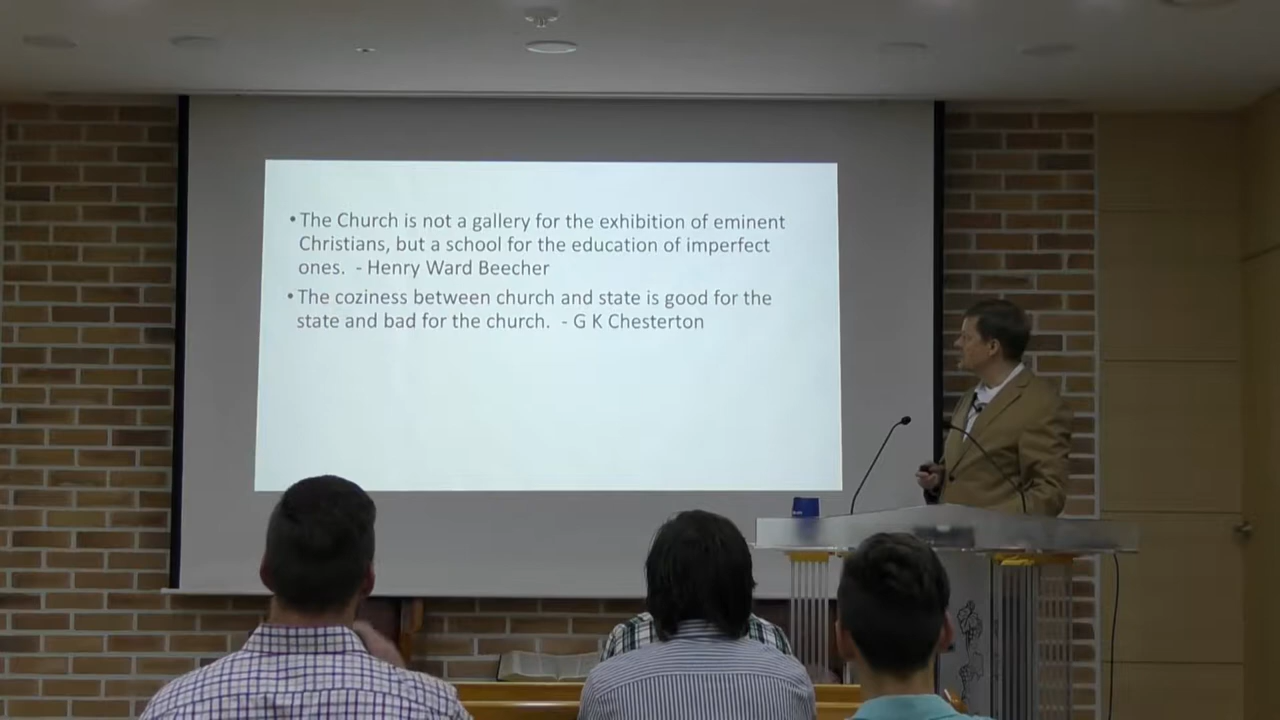 •The Church is not a gallery for the exhibition of eminent
Christians, but a school for the education of imperfect
ones.  - Henry Ward Beecher
•The coziness between church and state is good for the
state and bad for the church.  - G K Chesterton